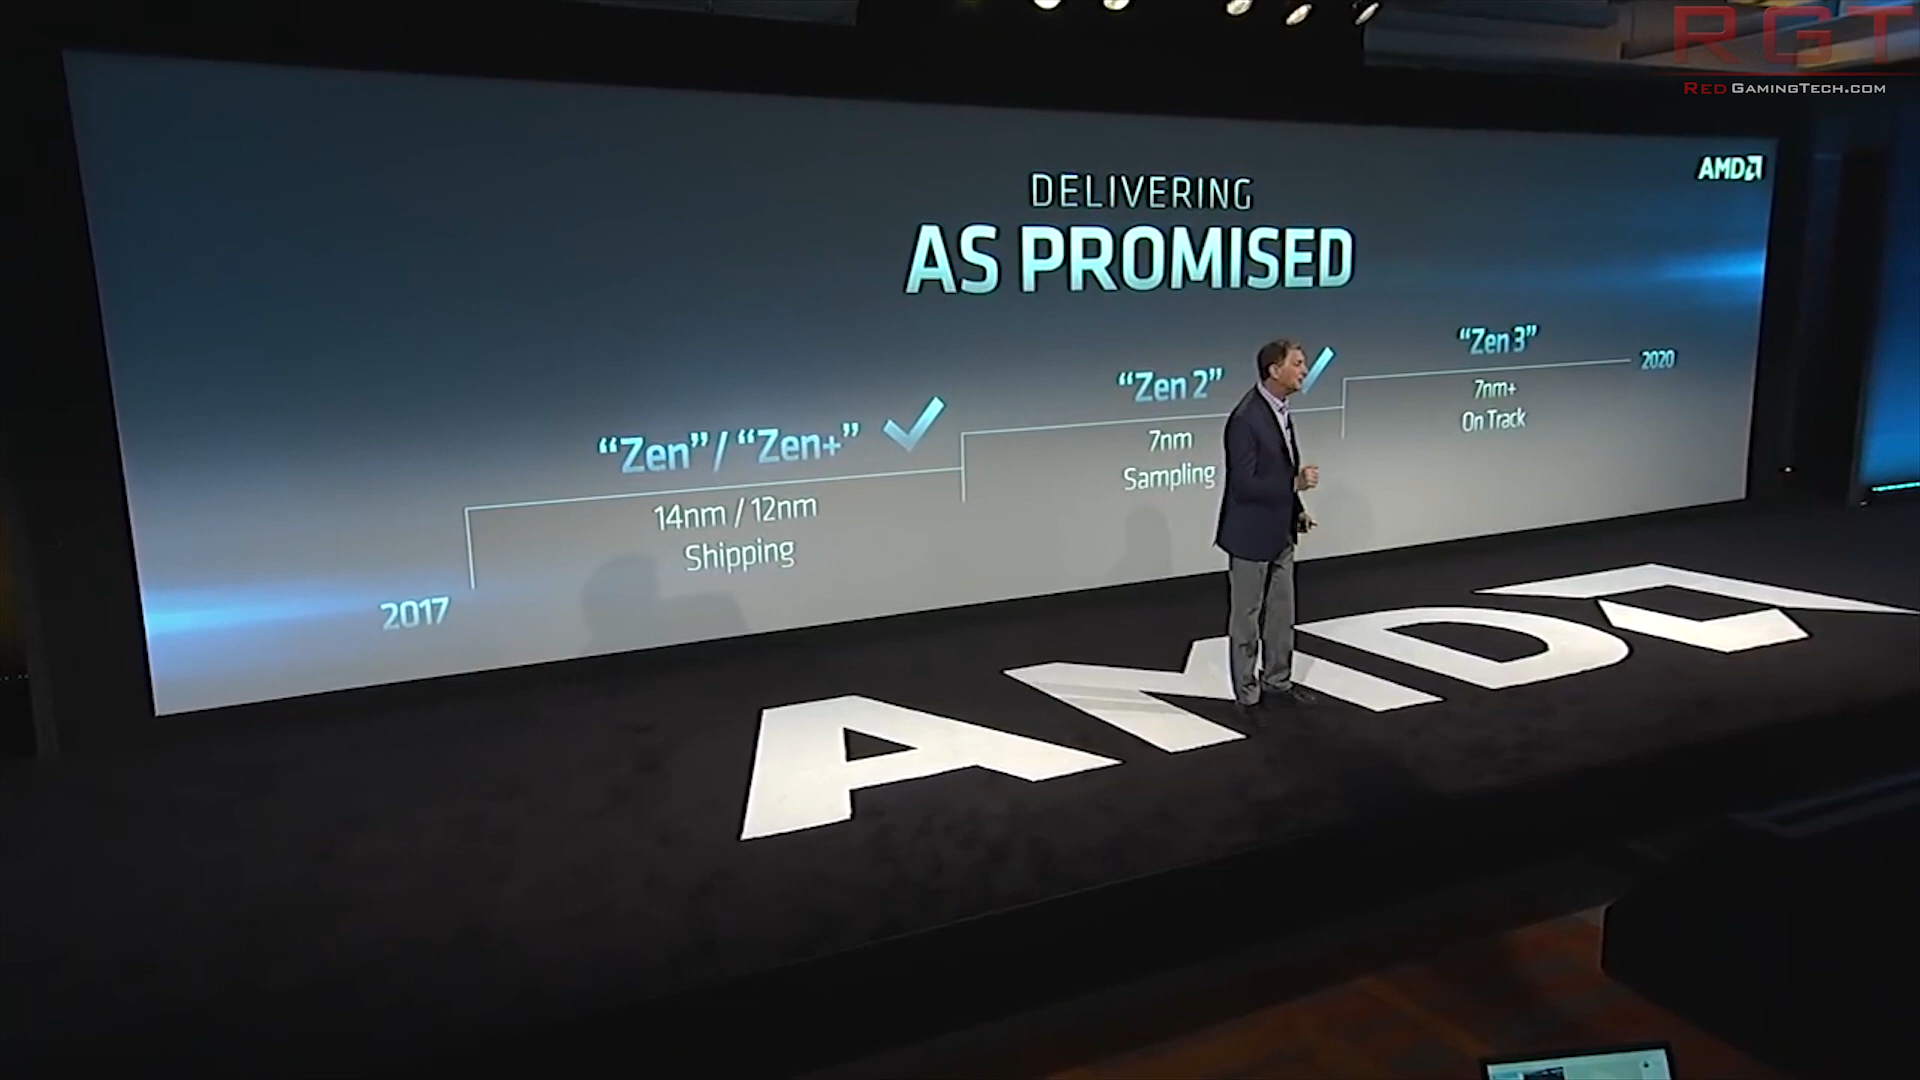 RGT
RED GAMINGTECH.COM
AMD
DELIVERING
AS PROMISED
"Zen" / "Zen+"
14nm / 12nm
Shipping
"Zen 2"
7nm
Sampling
"Zen 3"
7nm+
On Track
2017
2020
AMD